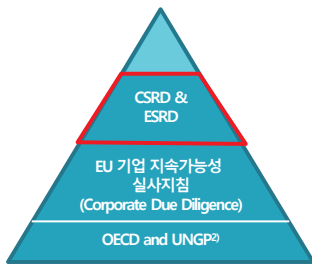 CSRD &
ESRD
EU 기업 지속가능성
실사지침
(Corporate Due Diligence)
OECD and UNGP2)